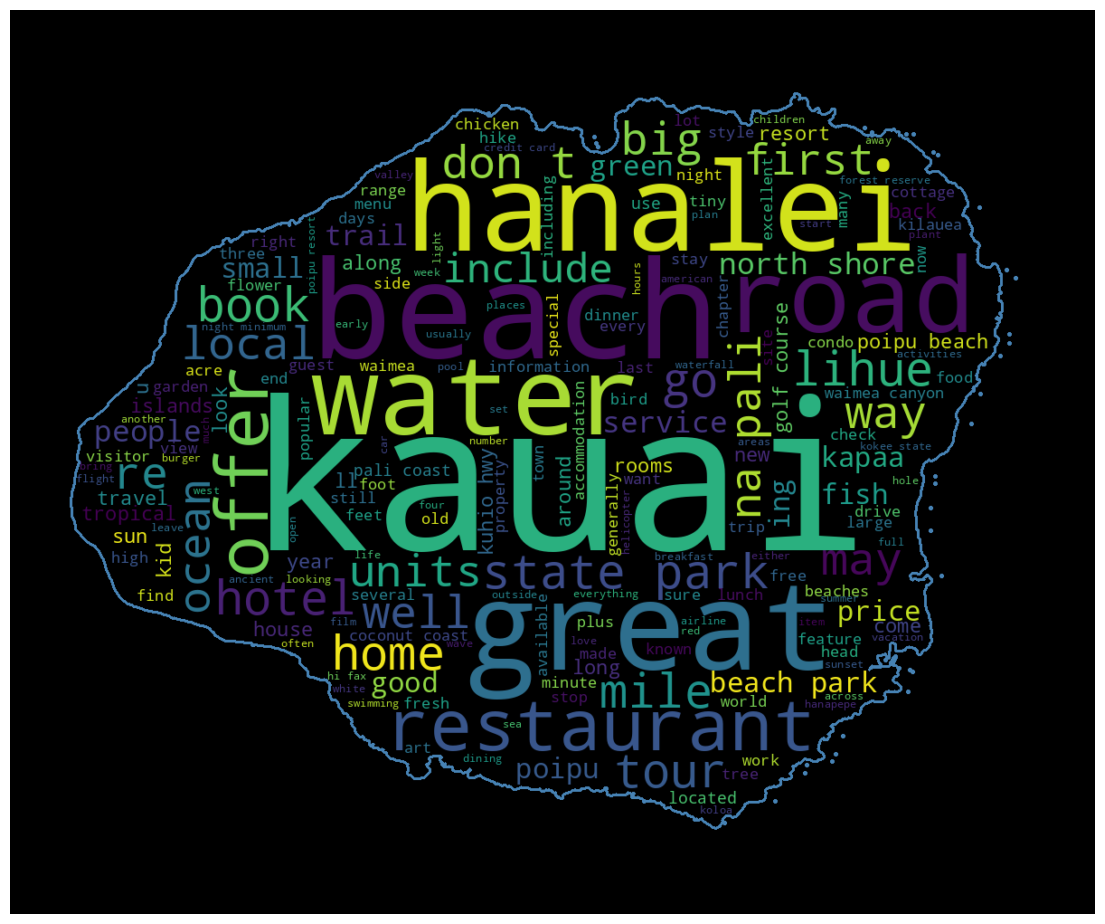 children
chicken
lot
hike
big
style
resort
don t
first
credit card
away
green
night
valley
hanalei
range
use
tiny
excellent
many
forest reserve
cottage
menu
including
plan
back
days
trail
start
plant
kilauea
right
light
stay
now
three
along
include
north shore
small
poipu resort
side
week
hours
american
flower
book
beach
road
places
special
dinner
every
chapter
night minimum
early
local
usually
condo
site
poipu beach
waimea
pool
information
last
waterfall
activities
guest
lihue
food
acre
u
end
water
go
na pali
golf course
garden
look
offer
popular
set
bird
waimea canyon
islands
much
another
car
accommodation
service
way
people
number
town
check
view
visitor
burger
kauai
areas
new
kokee state
re
bring
ll
pali coast
kuhio hwy
property
around
rooms
ing
kapaa
flight
foot
generally
want
hole
travel
west
still
four
helicopter
trip
fish
ocean
tropical
leave
feet
old
drive
sun
open
large
high
kid
year
life
breakfast
either
free
full
may
units
state park
ancient
looking
find
hotel
several
outside
everything
sure
lunch
beaches
summer
well
great
available
price
house
film
plus
airline
red
item
come
often
coconut coast
wave
love
made
known
feature
vacation
home
long
head
sunset
hi fax
good
minute
beach park
white
mile
stop
world
across
swimming
fresh
hanapepe
sea
restaurant
art
dining
work
poipu
tour
tree
located
koloa